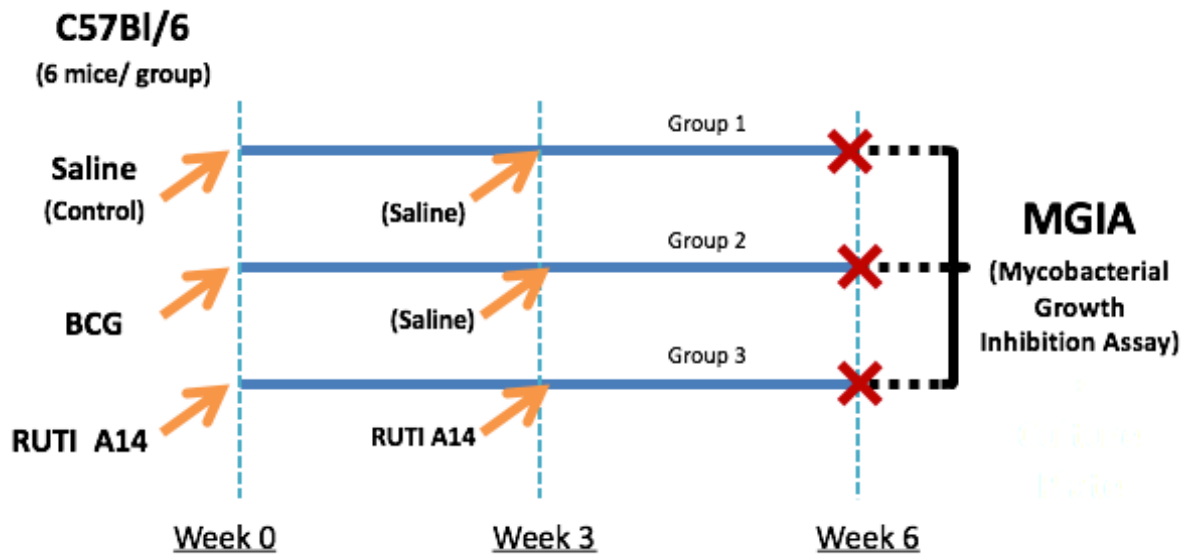 C57Bl/6
(6 mice/ group)
Group 1
Saline
(Control)
(Saline)
Group 2
BCG
(Saline)
Group 3
RUTI A14
RUTI A14
MGIA
(Mycobacterial
Growth
Inhibition Assay)
Week 0
Week 3
Week 6